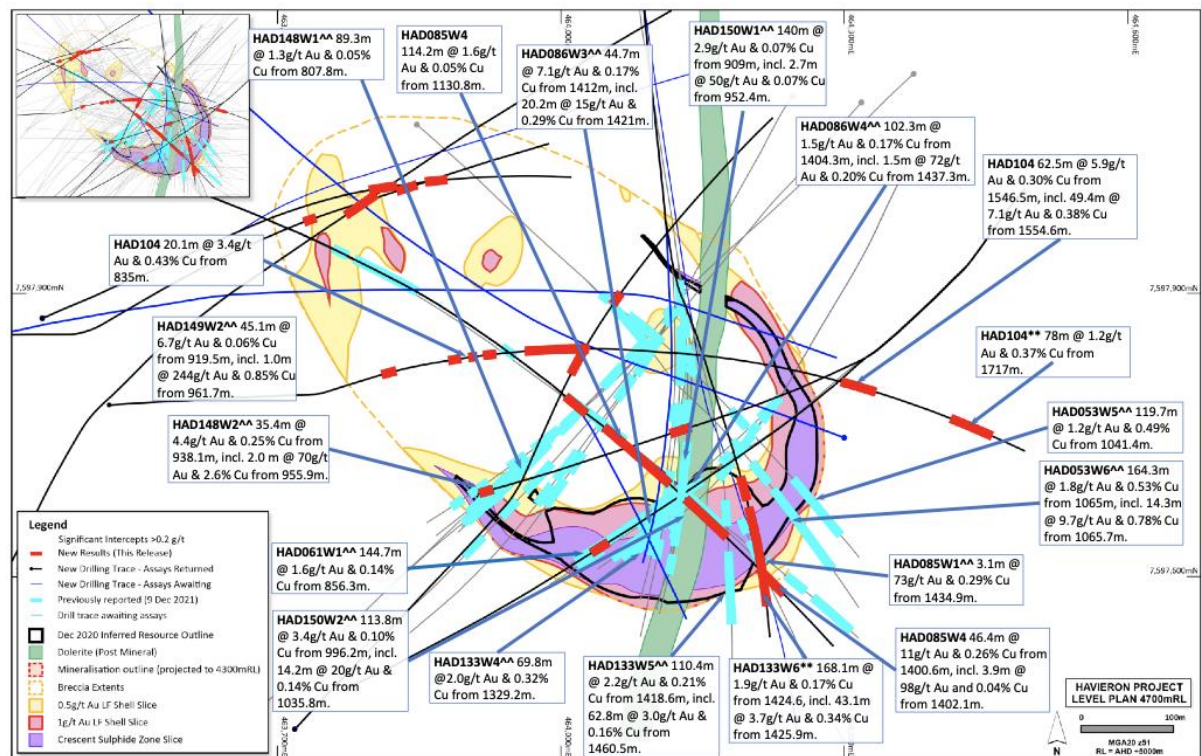 463
464,000
464,300mE
464,600
mE
HAD148W1^^ 89.3m
@ 1.3g/t Au & 0.05%
Cu from 807.8m.
HAD085W4
114.2m @ 1.6g/t
Au & 0.05% Cu
from 1130.8m.
HAD086W3^^ 44.7m
@ 7.1g/t Au & 0.17%
Cu from 1412m, incl.
20.2m @ 15g/t Au &
0.29% Cu from 1421m.
HAD150W1^^ 140m @
2.9g/t Au & 0.07% Cu
from 909m, incl. 2.7m
@ 50g/t Au & 0.07% Cu
from 952.4m.
HAD086W4^^ 102.3m @
1.5g/t Au & 0.17% Cu from
1404.3m, incl. 1.5m @ 72g/t
Au & 0.20% Cu from 1437.3m.
HAD104 62.5m @ 5.9g/t
Au & 0.30% Cu from
1546.5m, incl. 49.4m @
7.1g/t Au & 0.38% Cu
from 1554.6m.
HAD104 20.1m @ 3.4g/t
Au & 0.43% Cu from
835m.
7,597,900mN
7,597,900mN
HAD149W2^^ 45.1m @
6.7g/t Au & 0.06% Cu
from 919.5m, incl. 1.0m
@ 244g/t Au & 0.85% Cu
from 961.7m.
HAD104** 78m @ 1.2g/t
Au & 0.37% Cu from
1717m.
HAD148W2^^ 35.4m @
4.4g/t Au & 0.25% Cu from
938.1m, incl. 2.0 m @ 70g/t
Au & 2.6% Cu from 955.9m.
HAD053W5^^ 119.7m
@ 1.2g/t Au & 0.49%
Cu from 1041.4m.
HAD053W6^^ 164.3m
@ 1.8g/t Au & 0.53% Cu
from 1065m, incl. 14.3m
@ 9.7g/t Au & 0.78% Cu
from 1065.7m.
Legend
Significant Intercepts >0.2 g/t
New Results (This Release)
New Drilling Trace - Assays Returned
New Drilling Trace - Assays Awaiting
Previously reported (9 Dec 2021)
Drill trace awaiting assays
Dec 2020 Inferred Resource Outline
Dolerite (Post Mineral)
Mineralisation outline (projected to 4300mRL)
Breccia Extents
0.5g/t Au LF Shell Slice
1g/t Au LF Shell Slice
Crescent Sulphide Zone Slice
HAD061W1^^ 144.7m
@ 1.6g/t Au & 0.14%
Cu from 856.3m.
HAD085W1^^ 3.1m @
73g/t Au & 0.29% Cu
from 1434.9m.
7,597,600mN
HAD150W2^^ 113.8m
@ 3.4g/t Au & 0.10%
Cu from 996.2m, incl.
14.2m @ 20g/t Au &
0.14% Cu from
1035.8m.
HAD133W4^^ 69.8m
@2.0g/t Au & 0.32%
Cu from 1329.2m.
HAD133W5^^ 110.4m
@ 2.2g/t Au & 0.21%
Cu from 1418.6m, incl.
62.8m @ 3.0g/t Au &
0.16% Cu from
1460.5m.
HAD133W6** 168.1m @
1.9g/t Au & 0.17% Cu from
1424.6, incl. 43.1m
@ 3.7g/t Au & 0.34% Cu
from 1425.9m.
HAD085W4 46.4m @
11g/t Au & 0.26% Cu from
1400.6m, incl. 3.9m @
98g/t Au and 0.04% Cu
from 1402.1m.
463,700mE
464,000
464,300mE
HAVIERON PROJECT
LEVEL PLAN 4700mRL
0 100m
MGA20 z51
RL = AHD +5000m
N